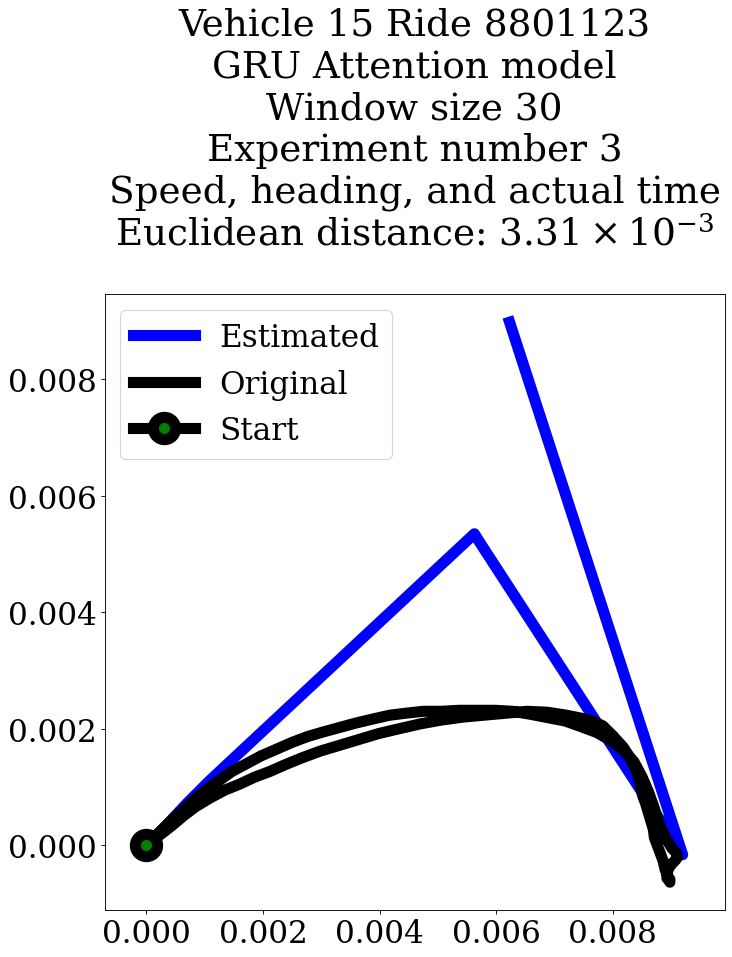 Vehicle 15 Ride 8801123
GRU Attention model
Window size 30
Experiment number 3
Speed, heading, and actual time
Euclidean distance: 3.31 × 10⁻³
Estimated
Original
Start
0.008
0.006
0.004
0.002
0.000
0.000 0.002 0.004 0.006 0.008